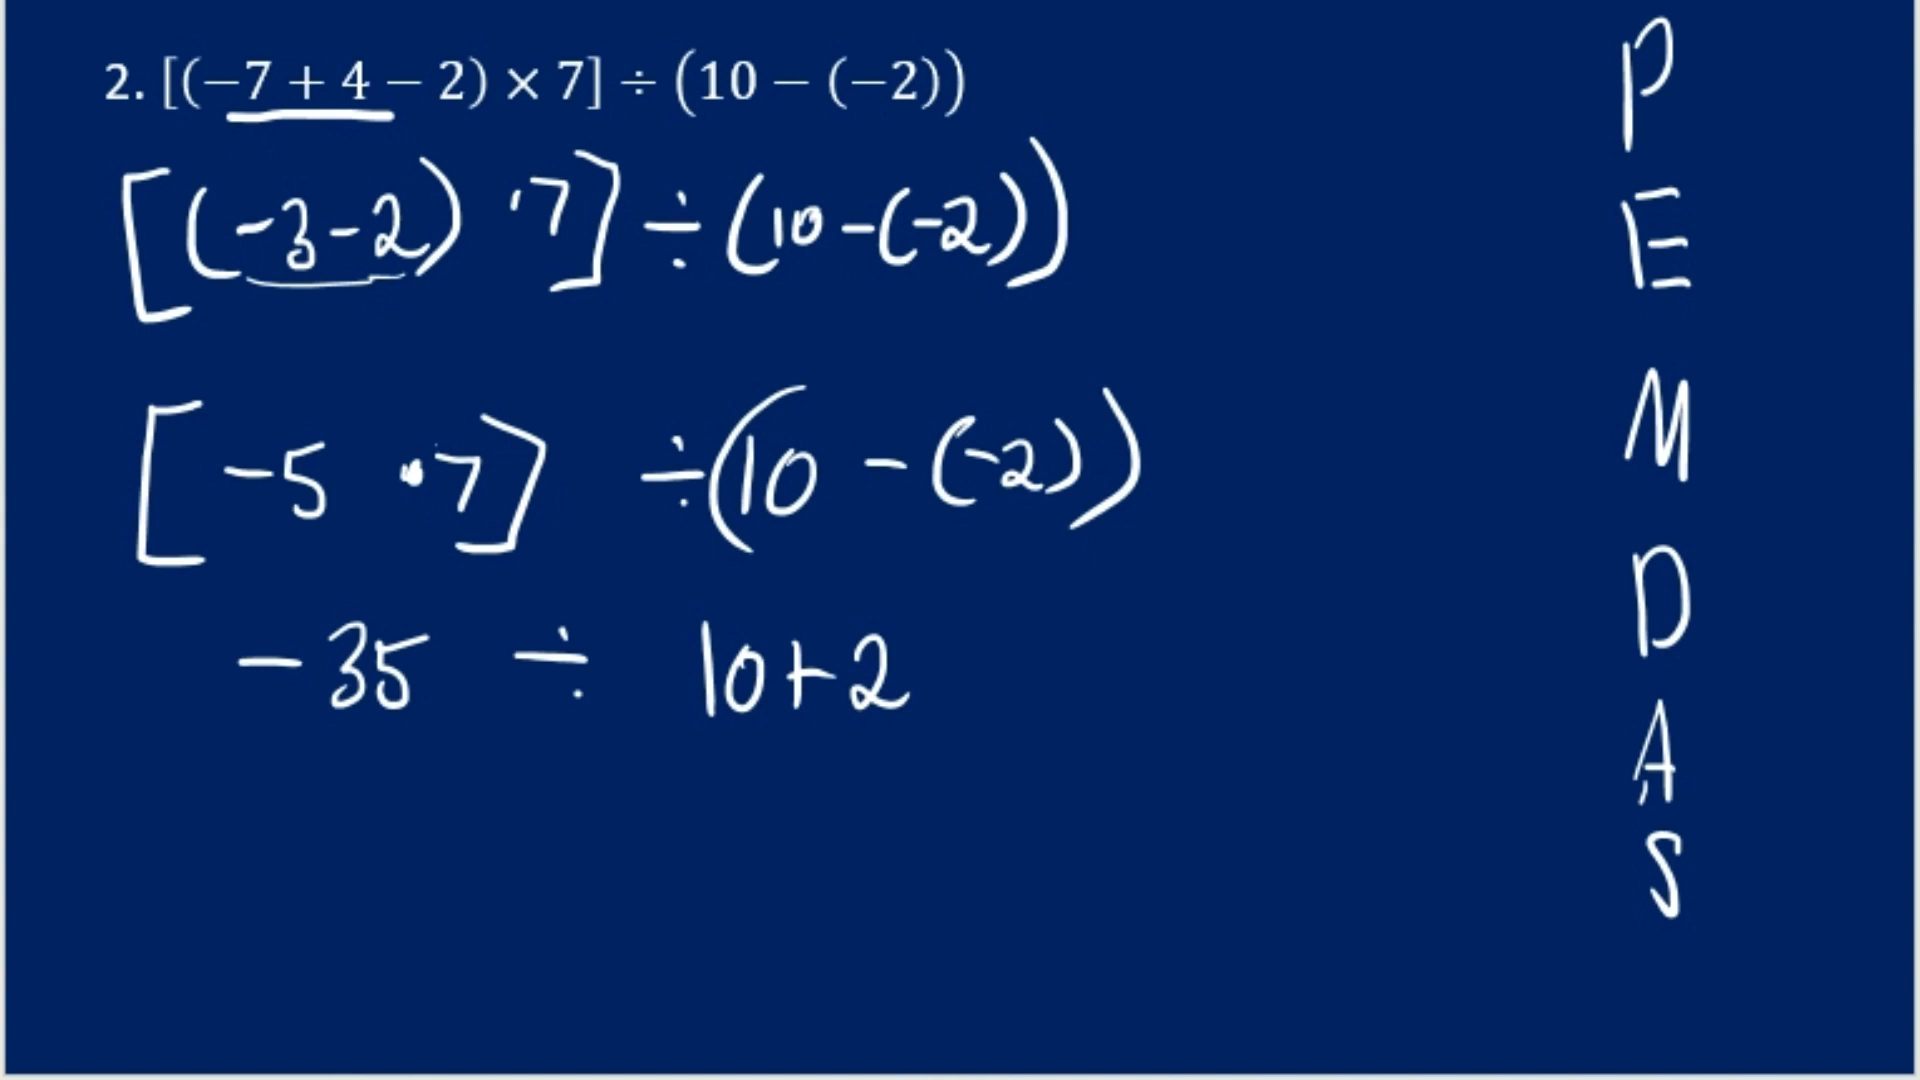 2. [(−7 + 4 − 2) × 7] ÷ (10 − (−2))
[(-3-2) ·7] ÷ (10-(-2))
[-5 ·7] ÷ (10 - (-2))
-35 ÷ 10+2
P
E
M
D
A
S